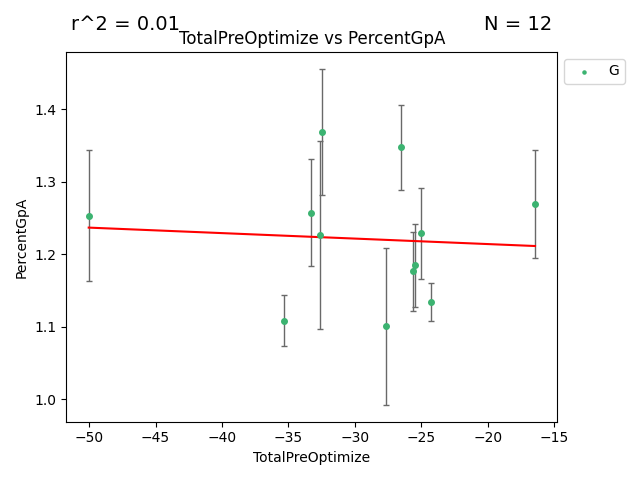 r^2 = 0.01
N = 12
TotalPreOptimize vs PercentGpA
G
PercentGpA
1.4
1.3
1.2
1.1
1.0
−50
−45
−40
−35
−30
−25
−20
−15
TotalPreOptimize